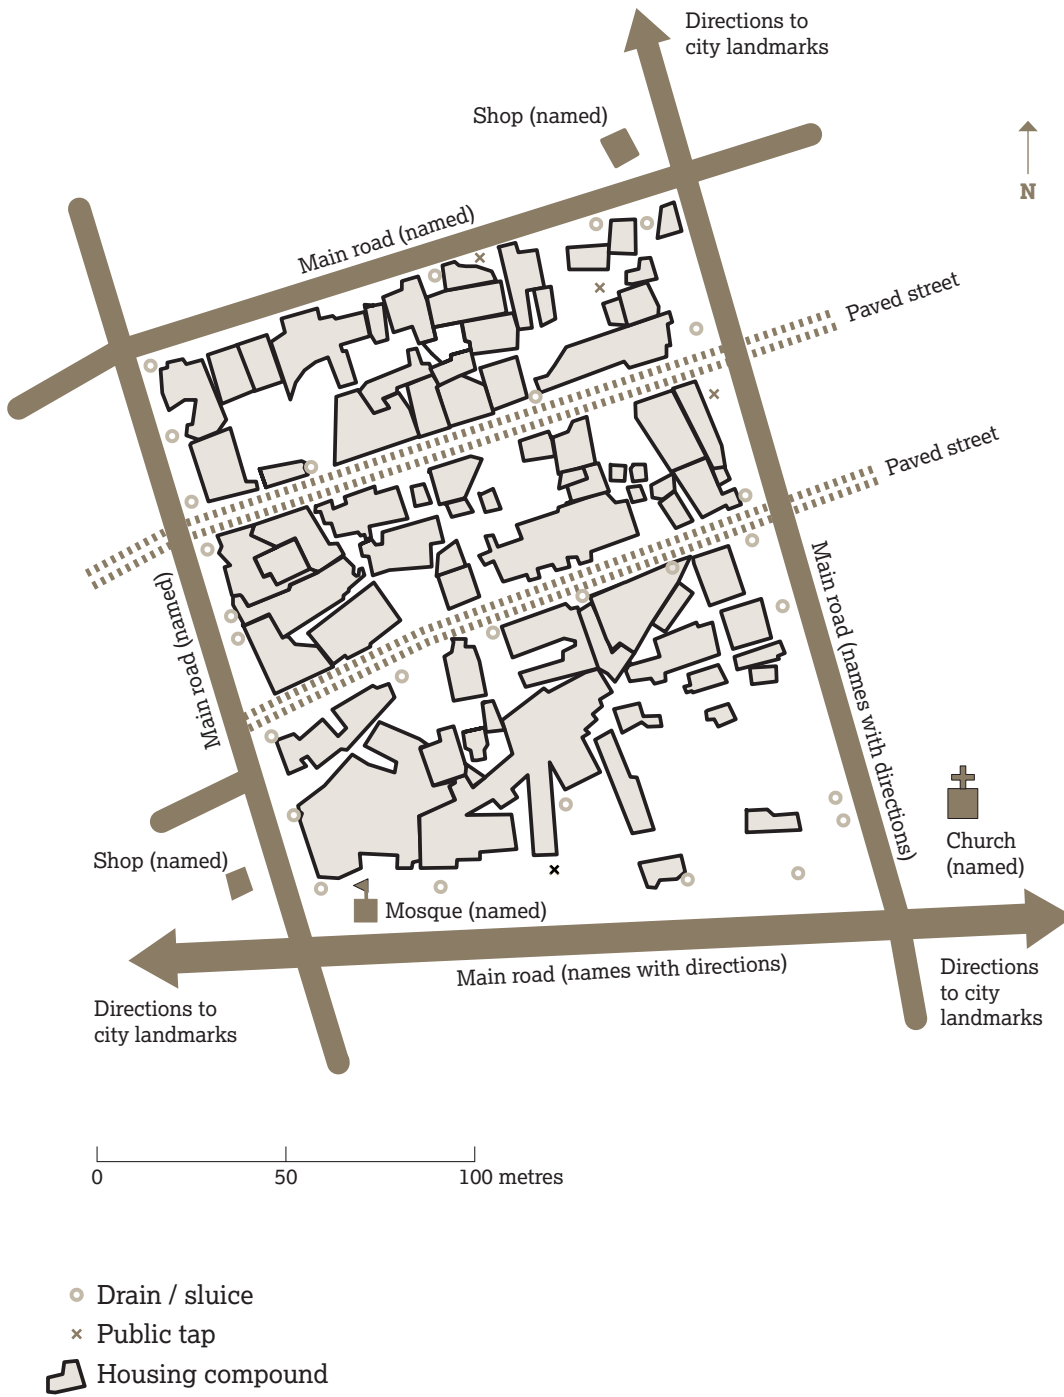 Directions to
city landmarks
Shop (named)
N
Main road (named)
Paved street
Paved street
Main road (named)
Main road (names with directions)
Church
(named)
Shop (named)
Mosque (named)
Main road (names with directions)
Directions
to city
landmarks
Directions to
city landmarks
0
50
100 metres
Drain / sluice
Public tap
Housing compound